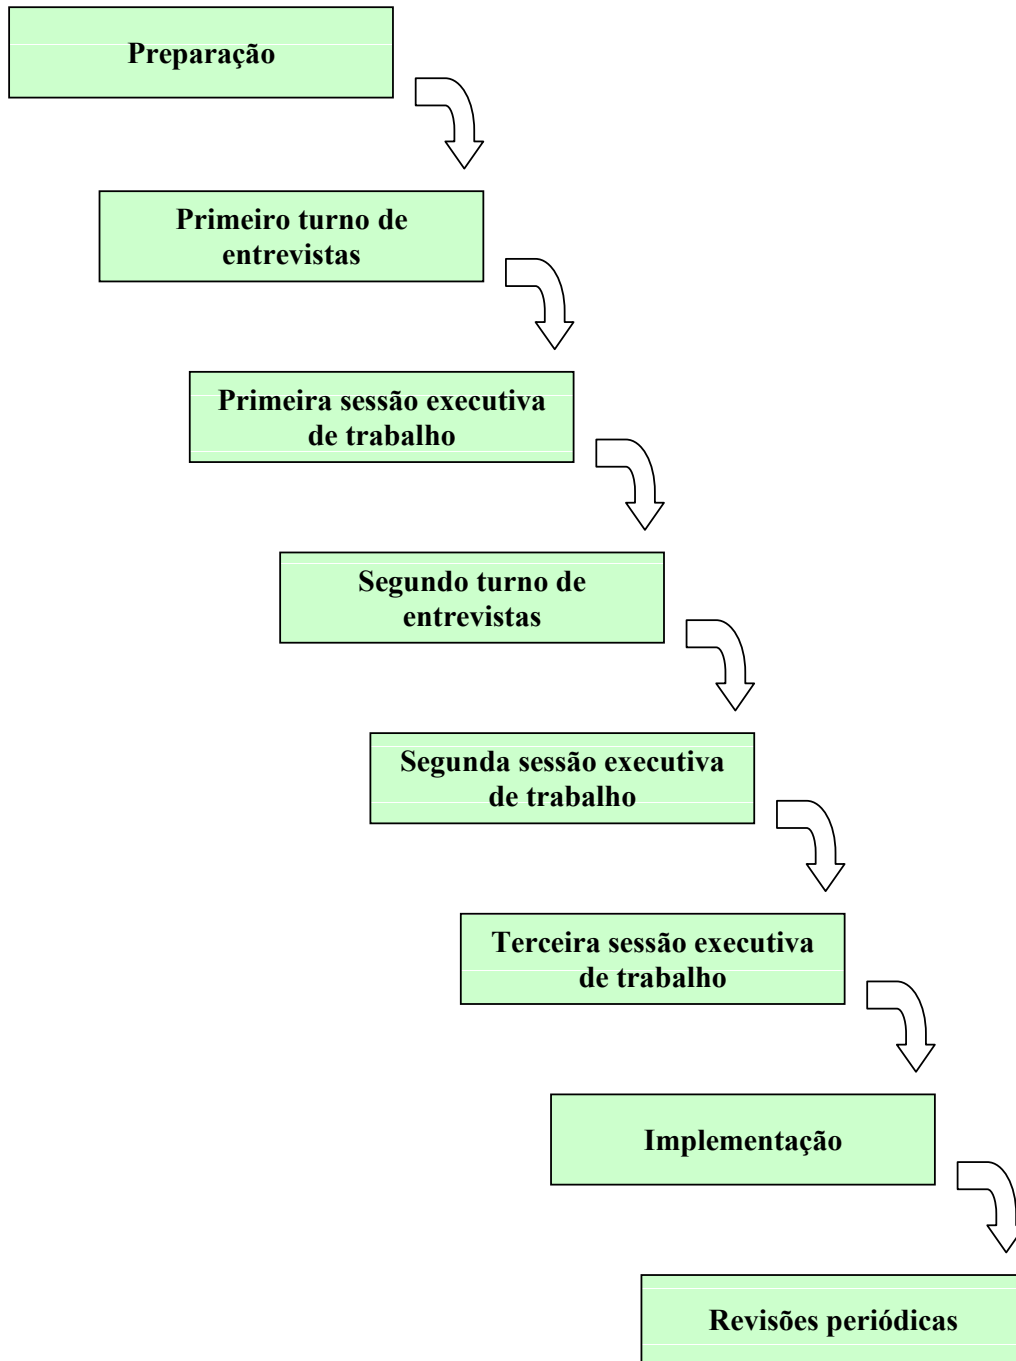 Preparação
Primeiro turno de
entrevistas
Primeira sessão executiva
de trabalho
Segundo turno de
entrevistas
Segunda sessão executiva
de trabalho
Terceira sessão executiva
de trabalho
Implementação
Revisões periódicas